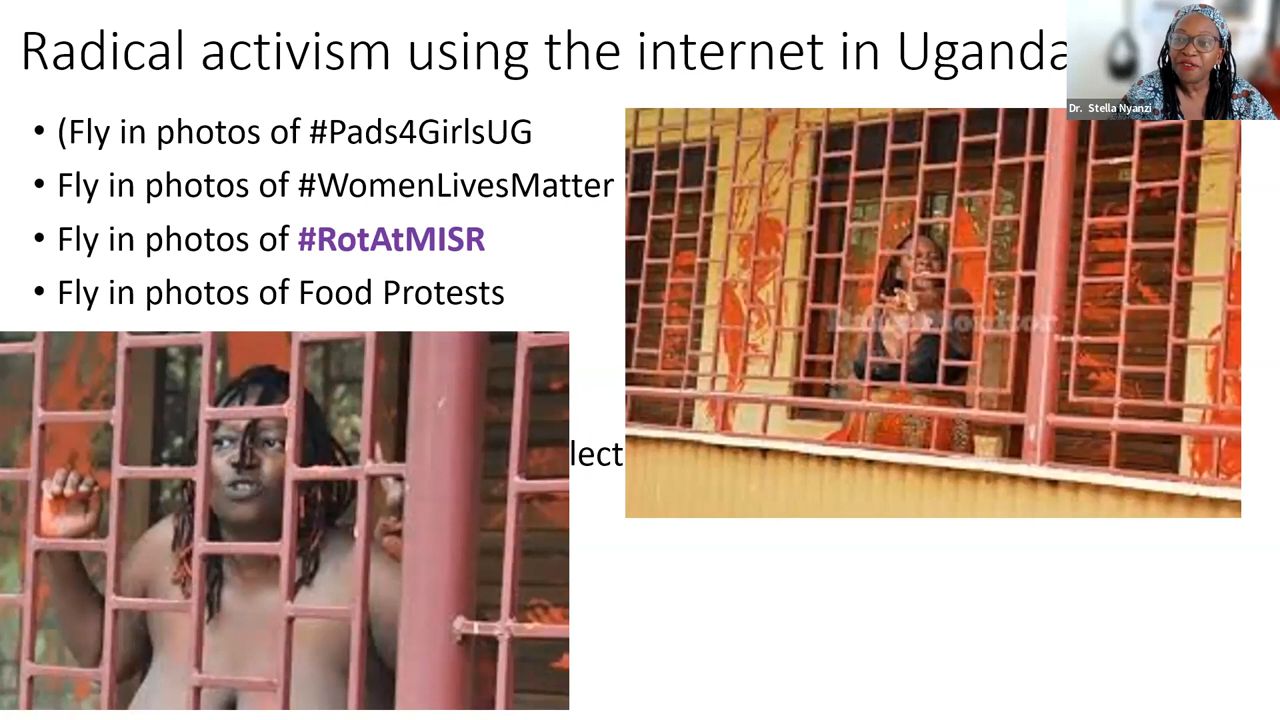 Radical activism using the internet in Uganda
Dr. Stella Nyanzi
• (Fly in photos of #Pads4GirlsUG
• Fly in photos of #WomenLivesMatter
• Fly in photos of #RotAtMISR
• Fly in photos of Food Protests
lect